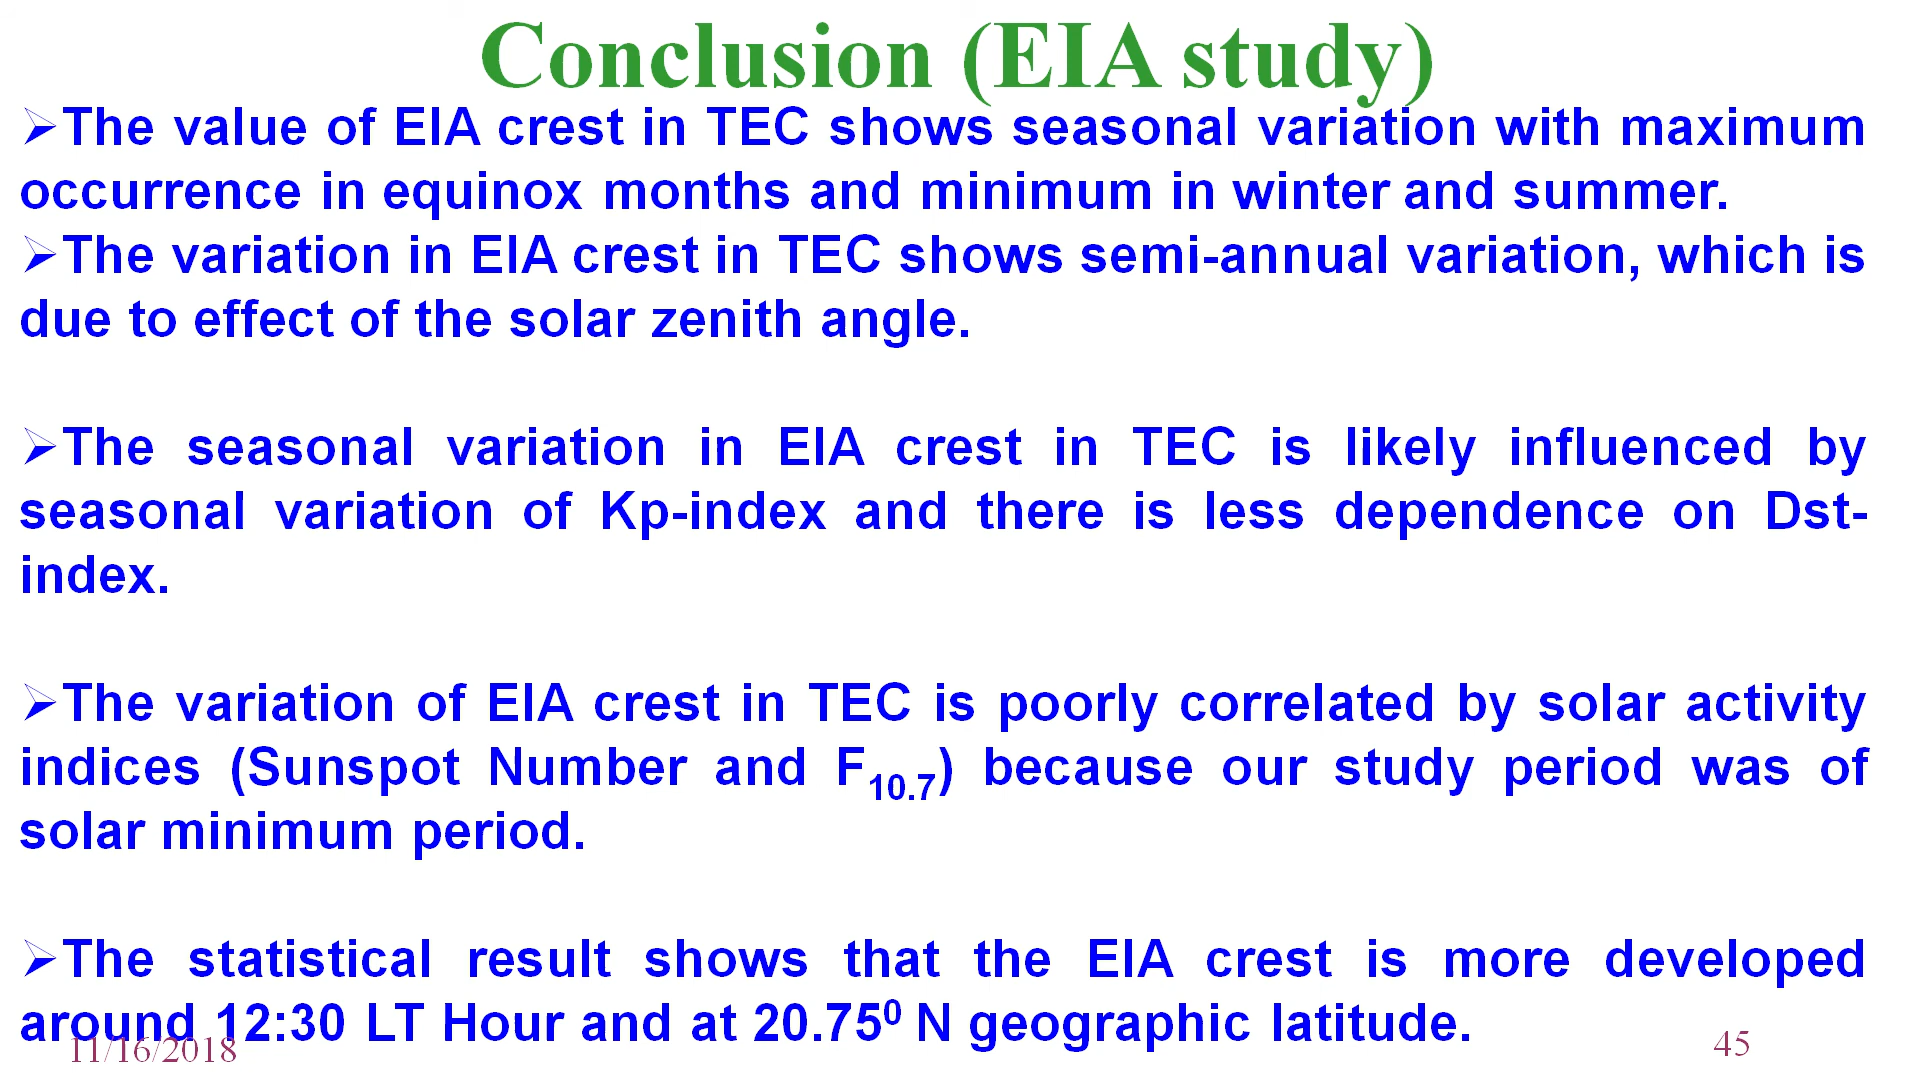 Conclusion (EIA study)
➢The value of EIA crest in TEC shows seasonal variation with maximum
occurrence in equinox months and minimum in winter and summer.
➢The variation in EIA crest in TEC shows semi-annual variation, which is
due to effect of the solar zenith angle.
➢The seasonal variation in EIA crest in TEC is likely influenced by
seasonal variation of Kp-index and there is less dependence on Dst-
index.
➢The variation of EIA crest in TEC is poorly correlated by solar activity
indices (Sunspot Number and F10.7) because our study period was of
solar minimum period.
➢The statistical result shows that the EIA crest is more developed
around 12:30 LT Hour and at 20.75⁰ N geographic latitude.
11/16/2018
45